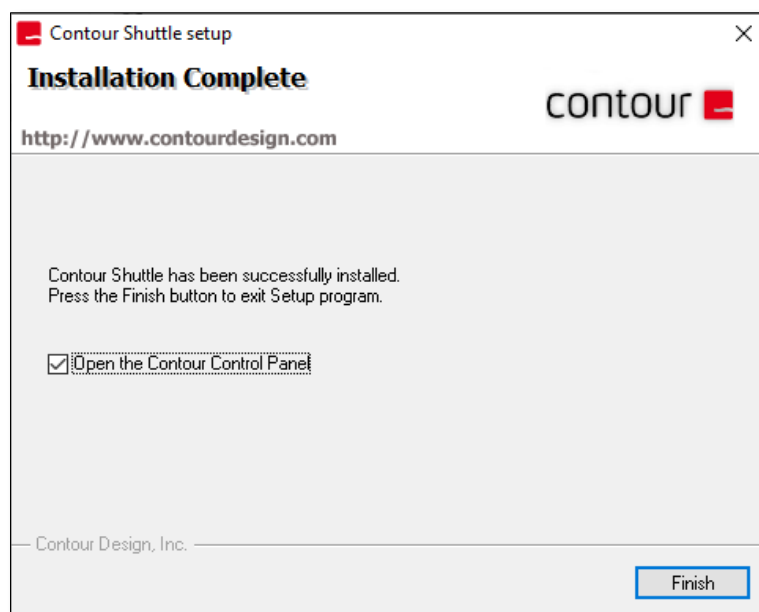 Contour Shuttle setup
Installation Complete
contour
http://www.contourdesign.com
Contour Shuttle has been successfully installed.
Press the Finish button to exit Setup program.
Open the Contour Control Panel
Contour Design, Inc.
Finish